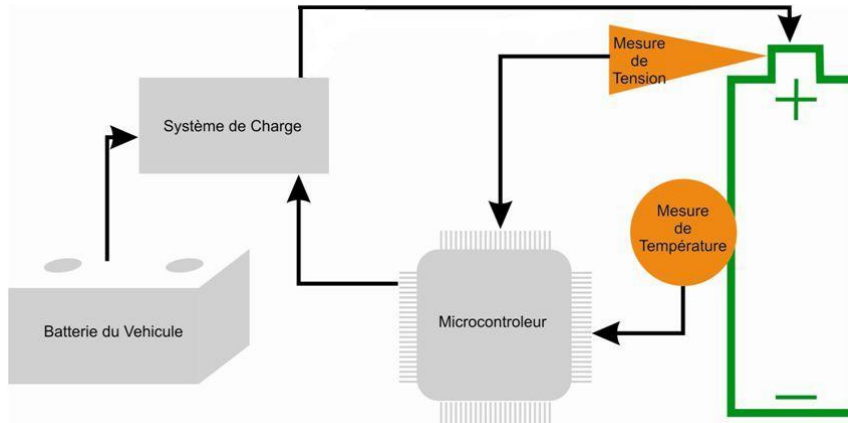 Mesure
de
Tension
Système de Charge
+
Mesure
de
Température
Microcontroleur
Batterie du Vehicule
−